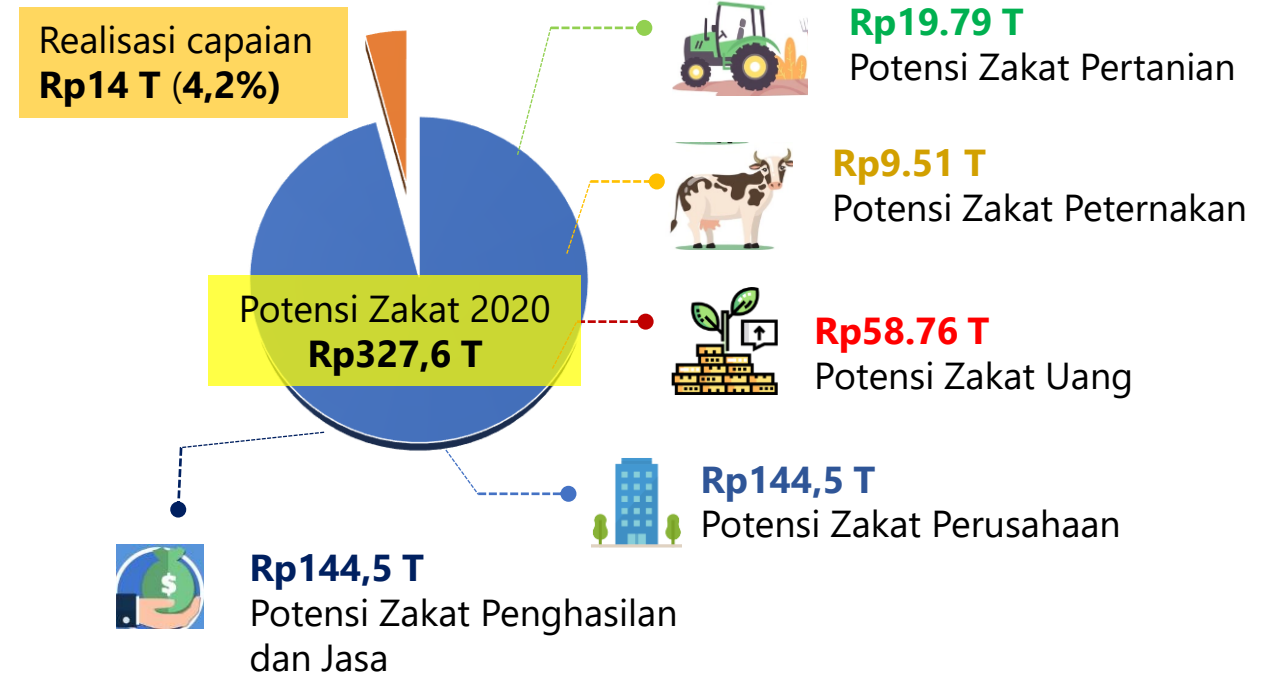 Realisasi capaian
Rp14 T (4,2%)
Potensi Zakat 2020
Rp327,6 T
Rp19.79 T
Potensi Zakat Pertanian
Rp9.51 T
Potensi Zakat Peternakan
Rp58.76 T
Potensi Zakat Uang
Rp144,5 T
Potensi Zakat Perusahaan
$
Rp144,5 T
Potensi Zakat Penghasilan
dan Jasa